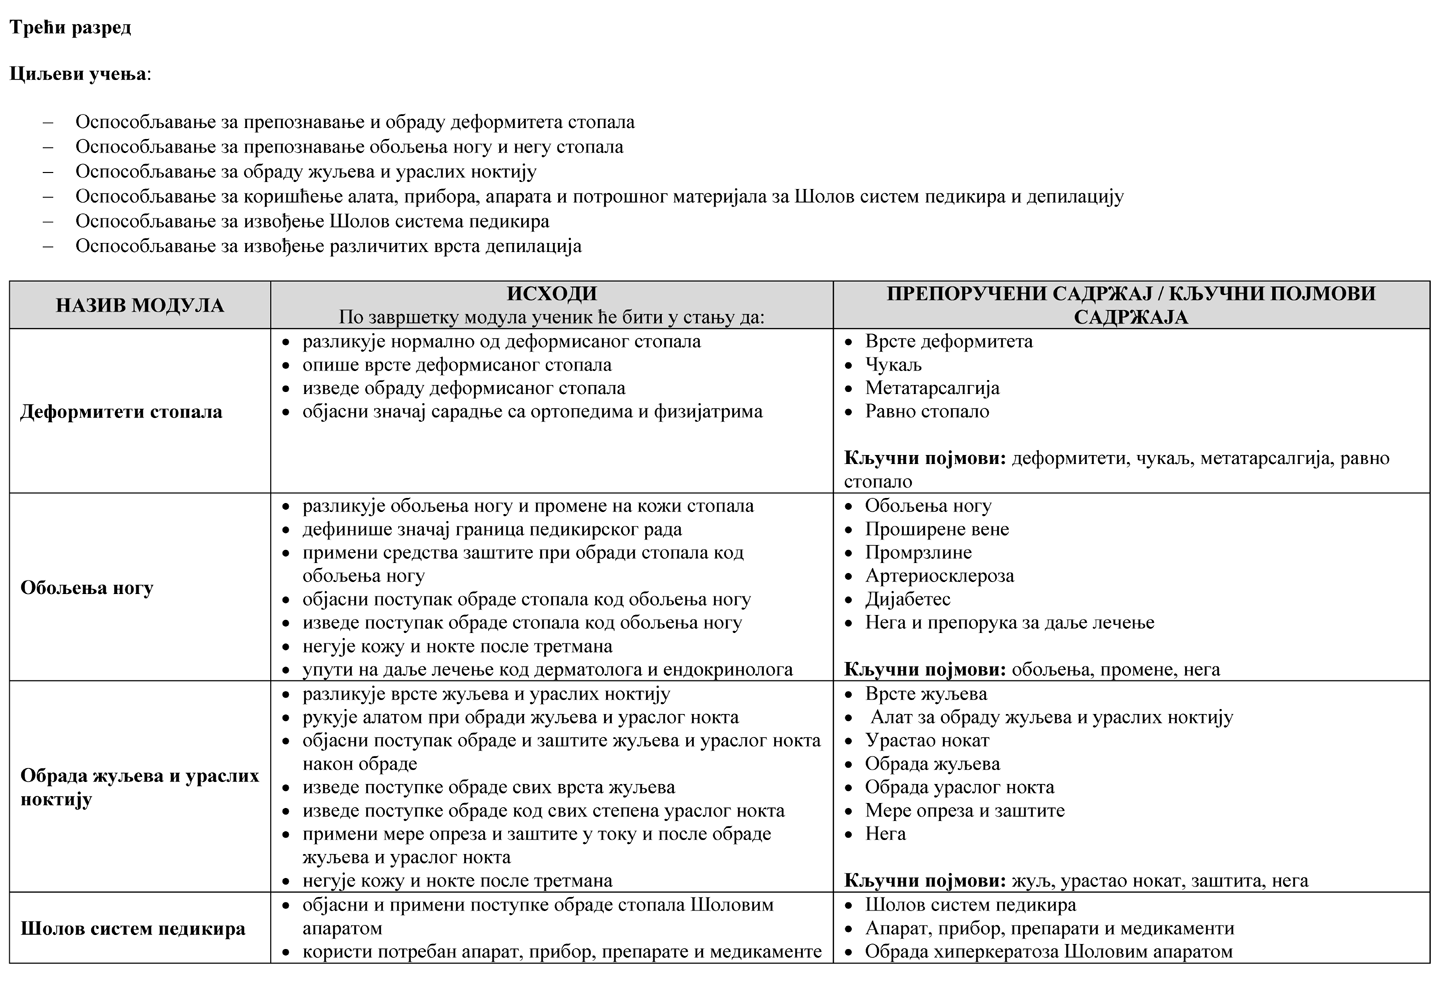 Трећи разред
Циљеви учења:
– Оспособљавање за препознавање и обраду деформитета стопала
– Оспособљавање за препознавање обољења ногу и негу стопала
– Оспособљавање за обраду жуљева и ураслих ноктију
– Оспособљавање за коришћење алата, прибора, апарата и потрошног материјала за Шолов систем педикира и депилацију
– Оспособљавање за извођење Шолов система педикира
– Оспособљавање за извођење различитих врста депилација
НАЗИВ МОДУЛА
ИСХОДИ
По завршетку модула ученик ће бити у стању да:
ПРЕПОРУЧЕНИ САДРЖАЈ / КЉУЧНИ ПОЈМОВИ
САДРЖАЈА
Деформитети стопала
• разликује нормално од деформисаног стопала
• опише врсте деформисаног стопала
• изведе обраду деформисаног стопала
• објасни значај сарадње са ортопедима и физијатрима
• Врсте деформитета
• Чукаљ
• Метатарсалгија
• Равно стопало
Кључни појмови: деформитети, чукаљ, метатарсалгија, равно
стопало
Обољења ногу
• разликује обољења ногу и промене на кожи стопала
• дефинише значај граница педикирског рада
• примени средства заштите при обради стопала код
обољења ногу
• објасни поступак обраде стопала код обољења ногу
• изведе поступак обраде стопала код обољења ногу
• негује кожу и нокте после третмана
• упути на даље лечење код дерматолога и ендокринолога
• Обољења ногу
• Проширене вене
• Промрзлине
• Артериосклероза
• Дијабетес
• Нега и препорука за даље лечење
Кључни појмови: обољења, промене, нега
Обрада жуљева и ураслих
ноктију
• разликује врсте жуљева и ураслих ноктију
• рукује алатом при обради жуљева и ураслог нокта
• објасни поступак обраде и заштите жуљева и ураслог нокта
након обраде
• изведе поступке обраде свих врста жуљева
• изведе поступке обраде код свих степена ураслог нокта
• примени мере опреза и заштите у току и после обраде
жуљева и ураслог нокта
• негује кожу и нокте после третмана
• Врсте жуљева
• Алат за обраду жуљева и ураслих ноктију
• Урастао нокат
• Обрада жуљева
• Обрада ураслог нокта
• Мере опреза и заштите
• Нега
Кључни појмови: жуљ, урастао нокат, заштита, нега
Шолов систем педикира
• објасни и примени поступке обраде стопала Шоловим
апаратом
• користи потребан апарат, прибор, препарате и медикаменте
• Шолов систем педикира
• Апарат, прибор, препарати и медикаменти
• Обрада хиперкератоза Шоловим апаратом